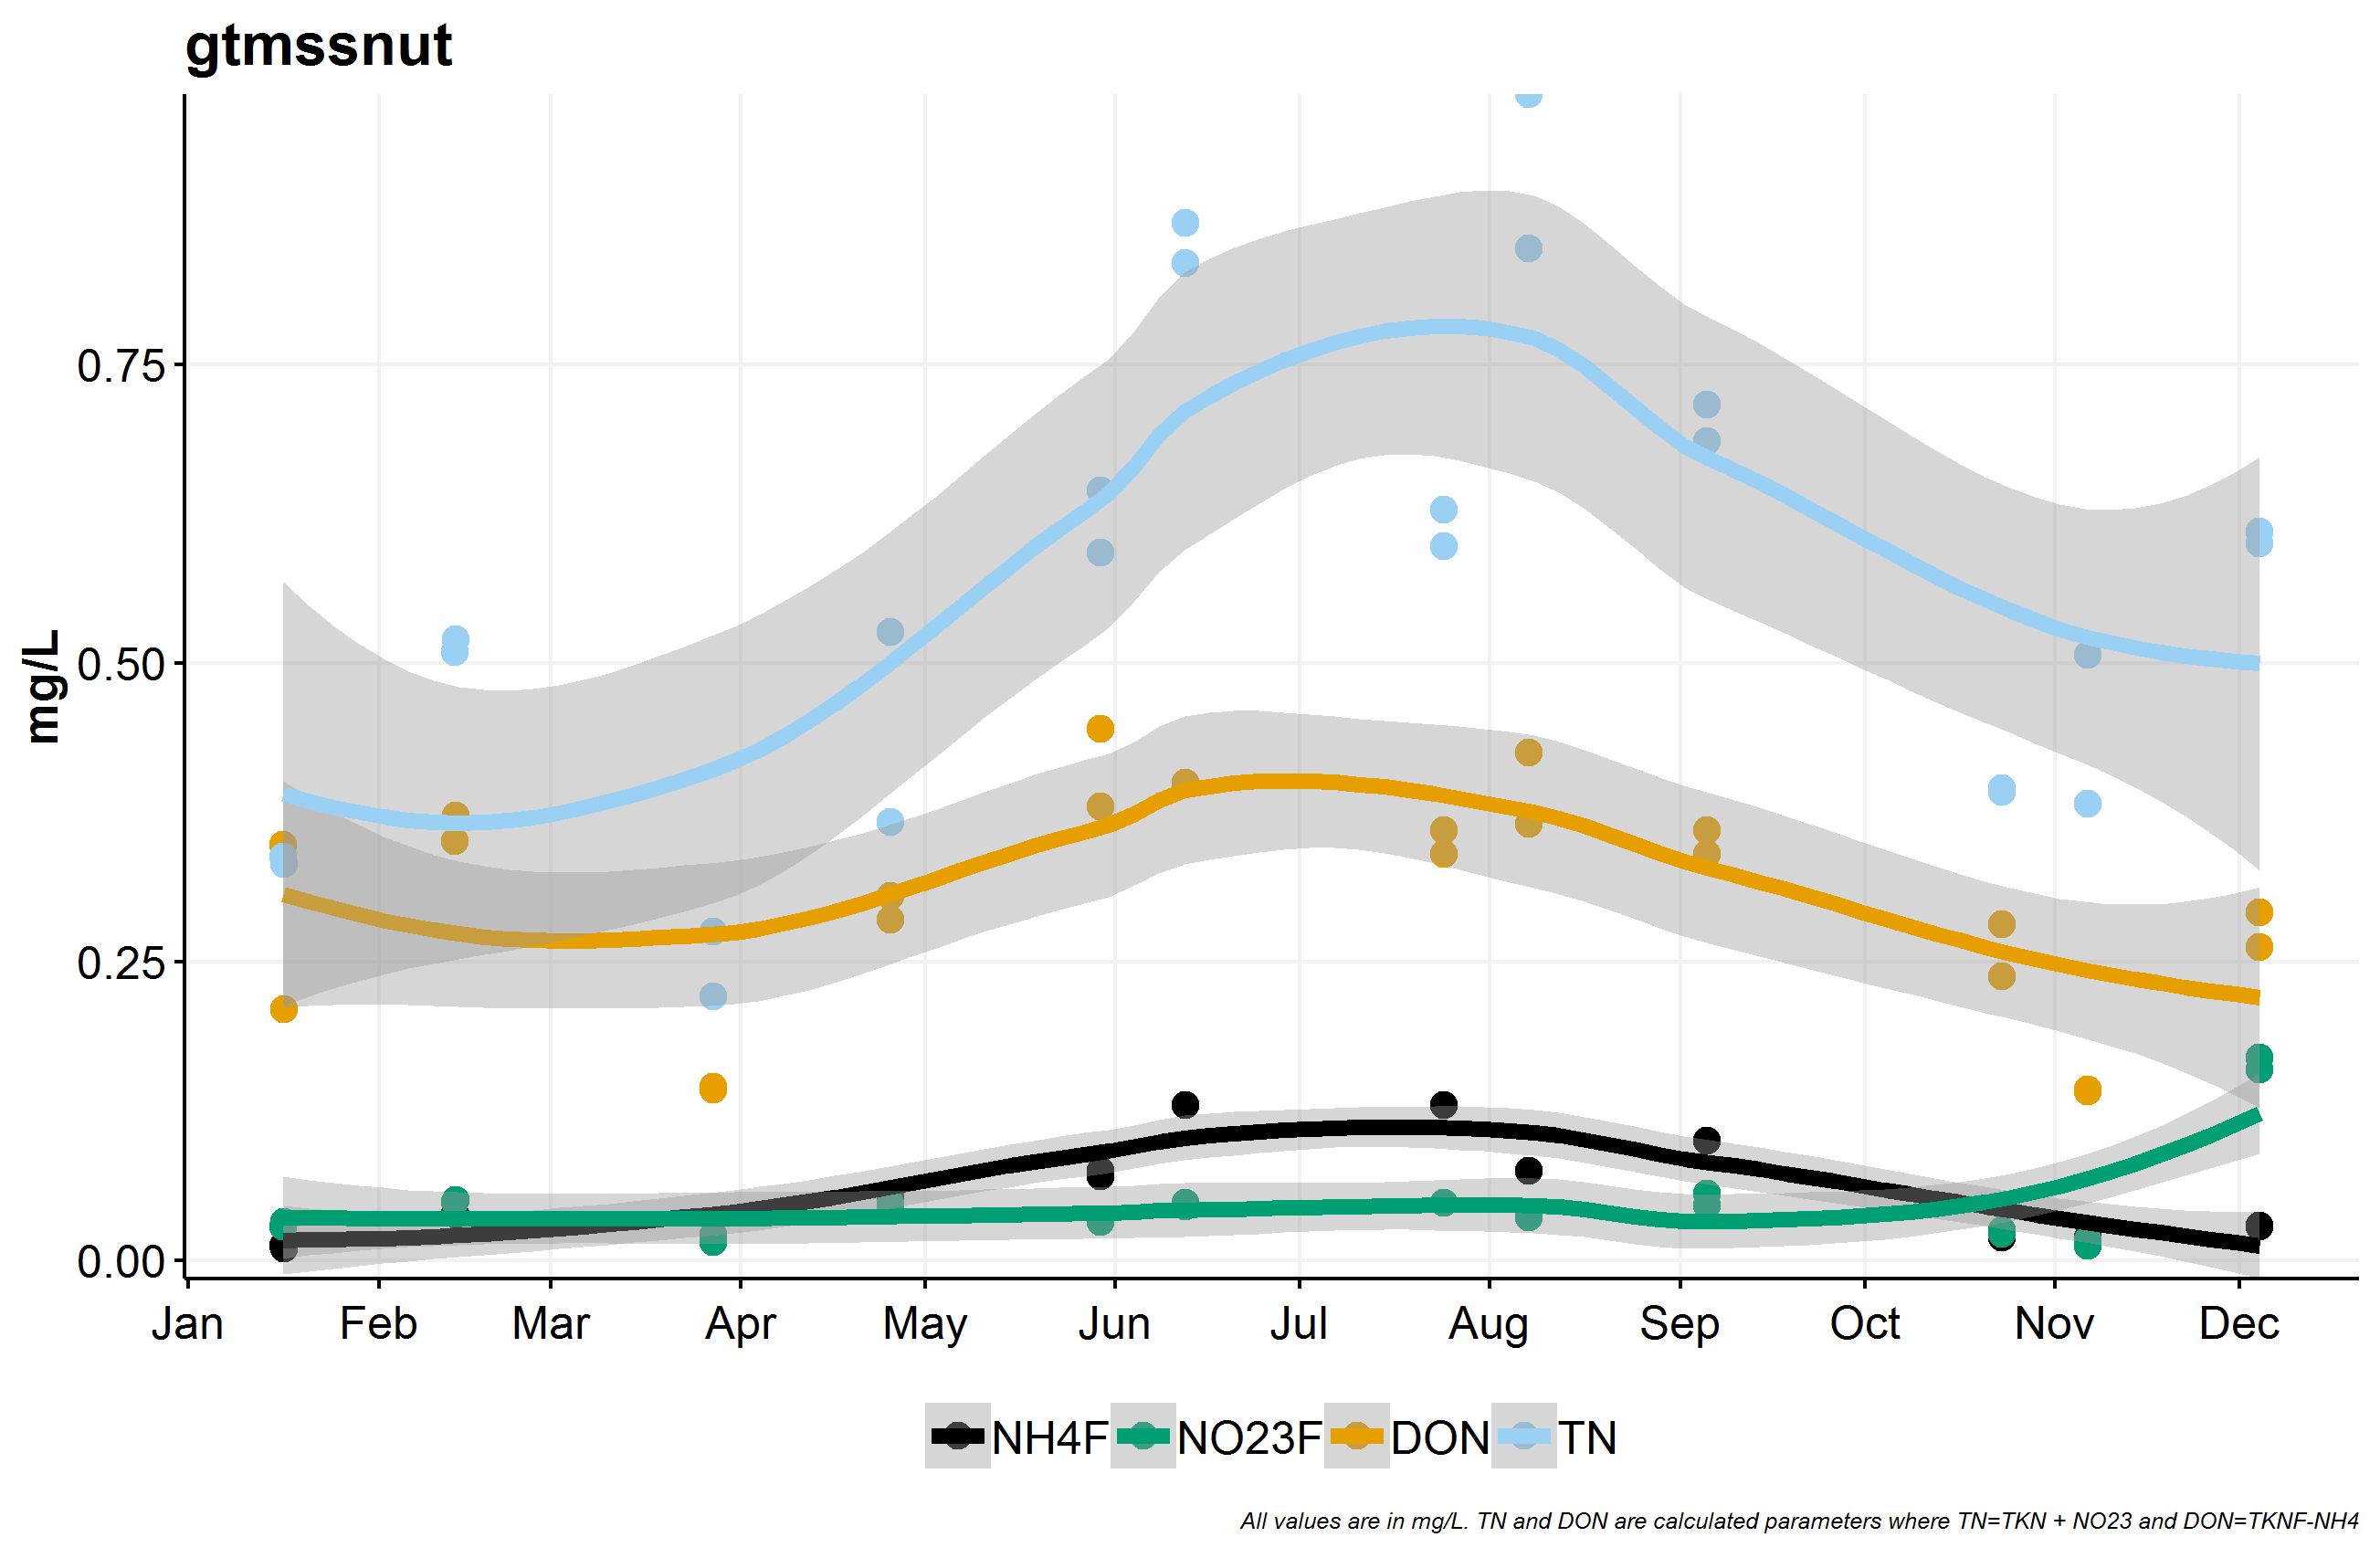 gtmssnut
mg/L
0.75
0.50
0.25
0.00
Jan Feb Mar Apr May Jun Jul Aug Sep Oct Nov Dec
NH4F NO23F DON TN
All values are in mg/L. TN and DON are calculated parameters where TN=TKN + NO23 and DON=TKNF-NH4